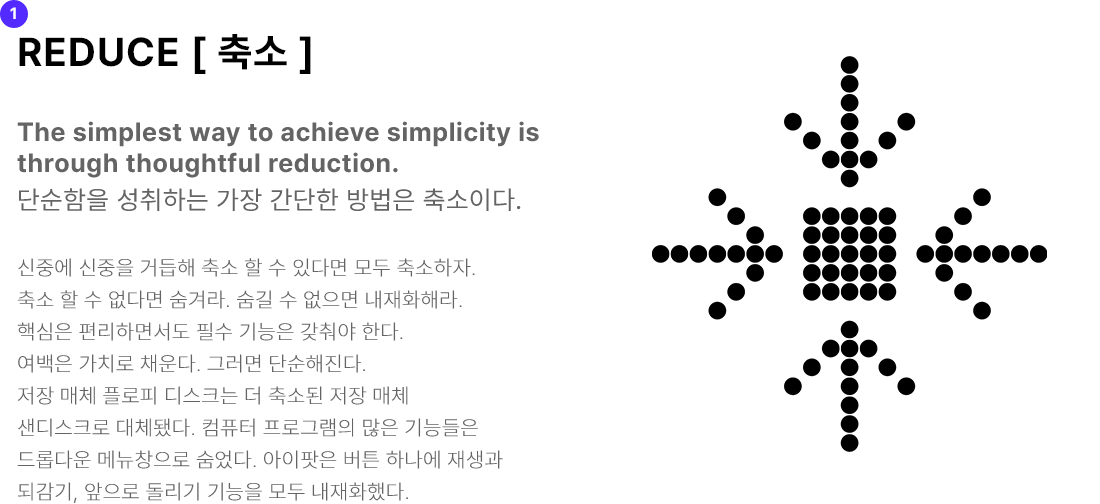 1
REDUCE [ 축소 ]
The simplest way to achieve simplicity is
through thoughtful reduction.
단순함을 성취하는 가장 간단한 방법은 축소이다.
신중에 신중을 거듭해 축소 할 수 있다면 모두 축소하자.
축소 할 수 없다면 숨겨라. 숨길 수 없으면 내재화해라.
핵심은 편리하면서도 필수 기능은 갖춰야 한다.
여백은 가치로 채운다. 그러면 단순해진다.
저장 매체 플로피 디스크는 더 축소된 저장 매체
샌디스크로 대체됐다. 컴퓨터 프로그램의 많은 기능들은
드롭다운 메뉴창으로 숨었다. 아이팟은 버튼 하나에 재생과
되감기, 앞으로 돌리기 기능을 모두 내재화했다.